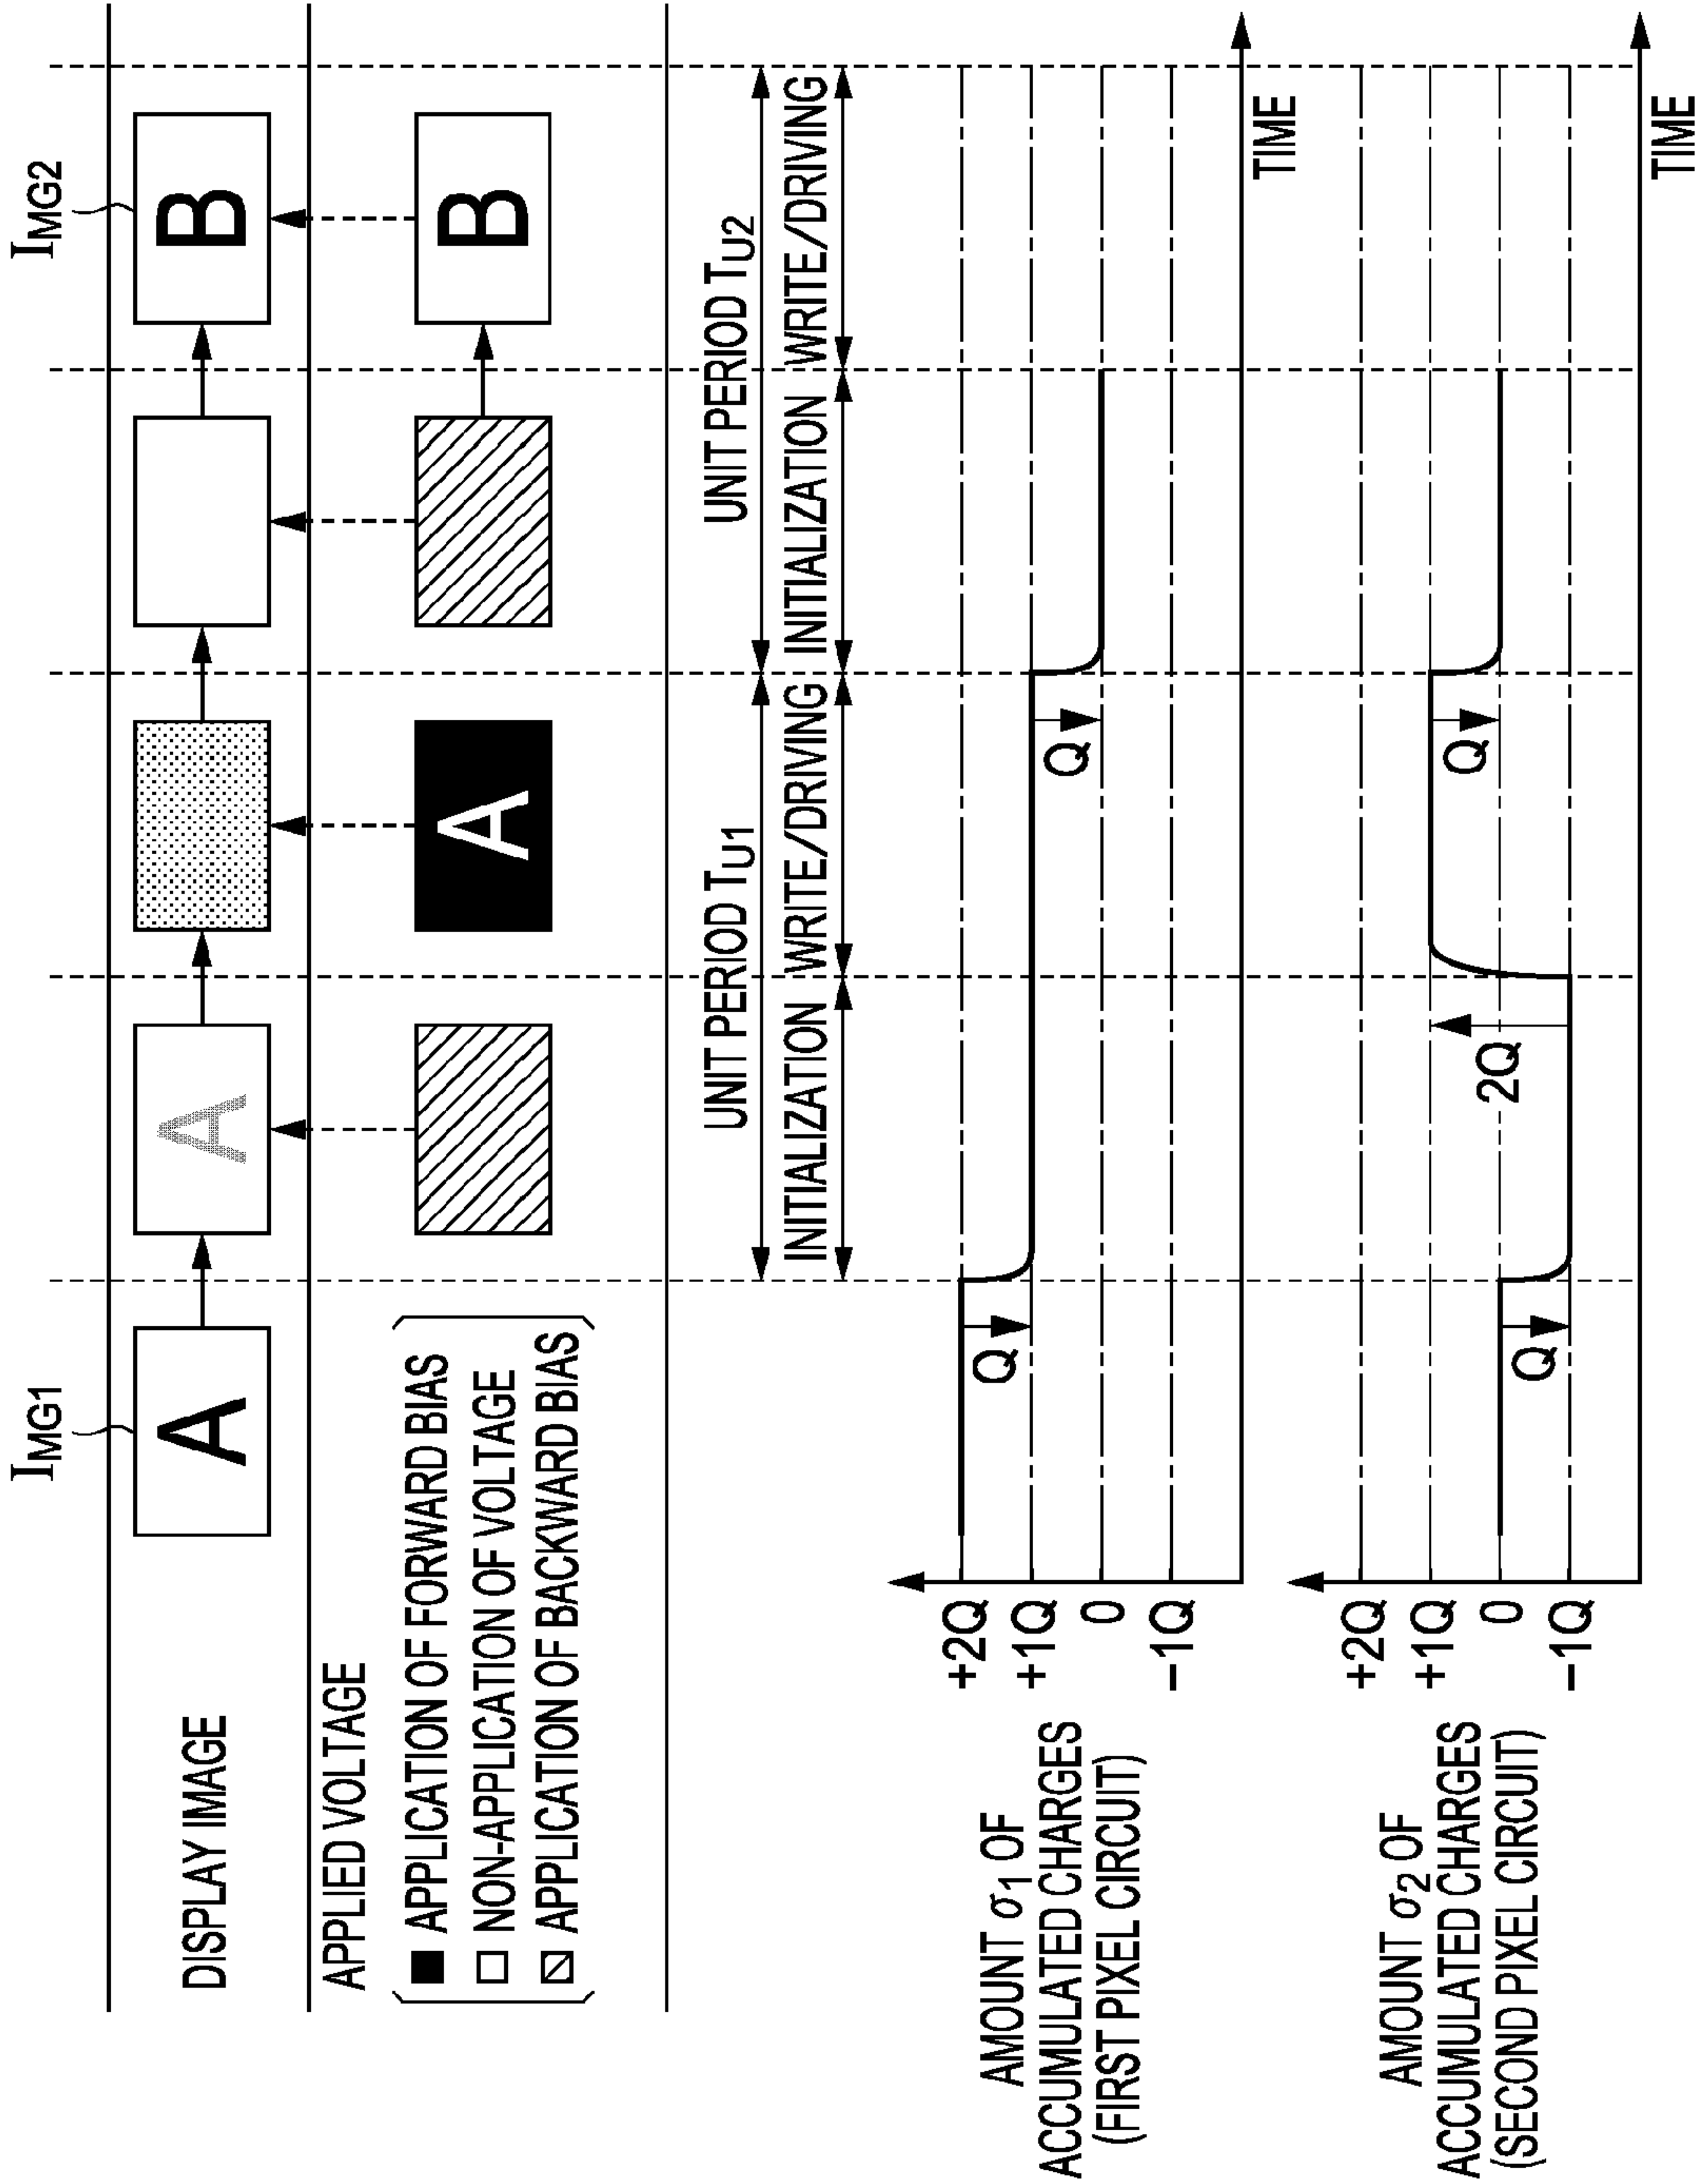 IMG1
IMG2
DISPLAY IMAGE
A
A
B
APPLIED VOLTAGE
APPLICATION OF FORWARD BIAS
NON-APPLICATION OF VOLTAGE
APPLICATION OF BACKWARD BIAS
A
B
UNIT PERIOD TU1
UNIT PERIOD TU2
INITIALIZATION
WRITE/DRIVING
INITIALIZATION
WRITE/DRIVING
AMOUNT σ1 OF
ACCUMULATED CHARGES
(FIRST PIXEL CIRCUIT)
+2Q
+1Q
0
−1Q
Q
Q
TIME
AMOUNT σ2 OF
ACCUMULATED CHARGES
(SECOND PIXEL CIRCUIT)
+2Q
+1Q
0
−1Q
Q
2Q
Q
TIME